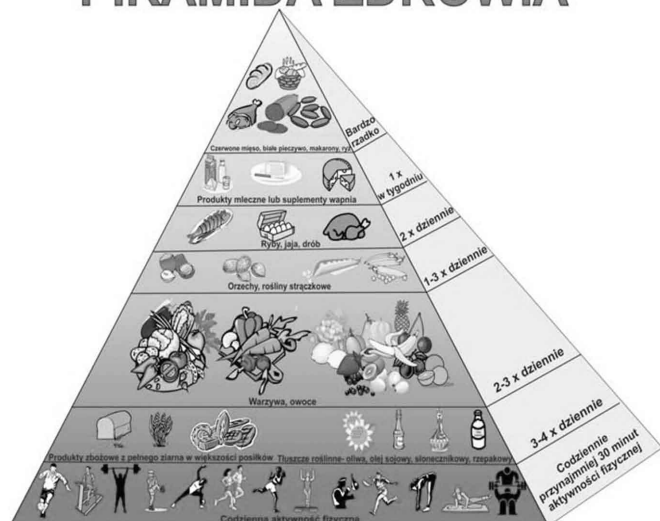 PIRAMIDA ZDROWIA
Bardzo
rzadko
Czerwone mięso, białe pieczywo, makarony, ryż
1 x
w tygodniu
Produkty mleczne lub suplementy wapnia
2 x dziennie
Ryby, jaja, drób
1-3 x dziennie
Orzechy, rośliny strączkowe
2-3 x dziennie
Warzywa, owoce
3-4 x dziennie
Produkty zbożowe z pełnego ziarna w większości posiłków
Tłuszcze roślinne- oliwa, olej sojowy, słonecznikowy, rzepakowy
Codziennie
przynajmniej 30 minut
aktywności fizycznej
Codzienna aktywność fizyczna